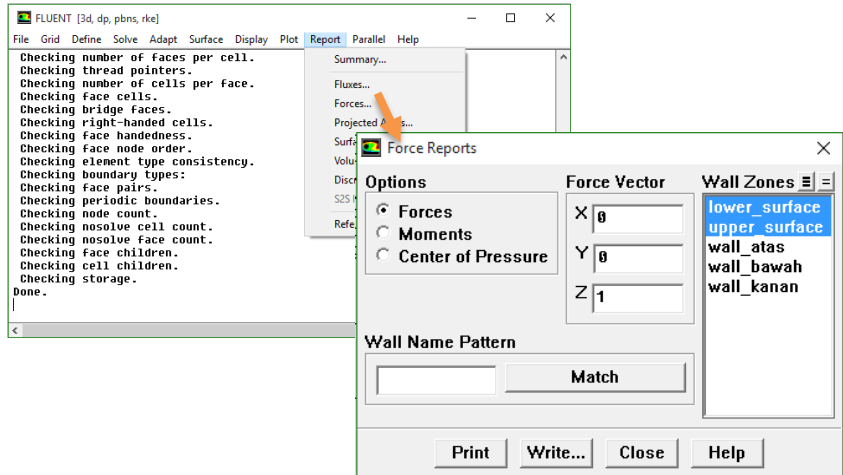 FLUENT [3d, dp, pbns, rke]
File Grid Define Solve Adapt Surface Display Plot Report Parallel Help
Checking number of faces per cell.
Checking thread pointers.
Checking number of cells per face.
Checking face cells.
Checking bridge faces.
Checking right-handed cells.
Checking face handedness.
Checking face node order.
Checking element type consistency.
Checking boundary types:
Checking face pairs.
Checking periodic boundaries.
Checking node count.
Checking nosolve cell count.
Checking nosolve face count.
Checking face children.
Checking cell children.
Checking storage.
Done.
Summary...
Fluxes...
Forces...
Projected
Force Reports
Options
Forces
Moments
Center of Pressure
Force Vector
X 0
Y 0
Z 1
Wall Zones
lower_surface
upper_surface
wall_atas
wall_bawah
wall_kanan
Wall Name Pattern
Match
Print Write... Close Help